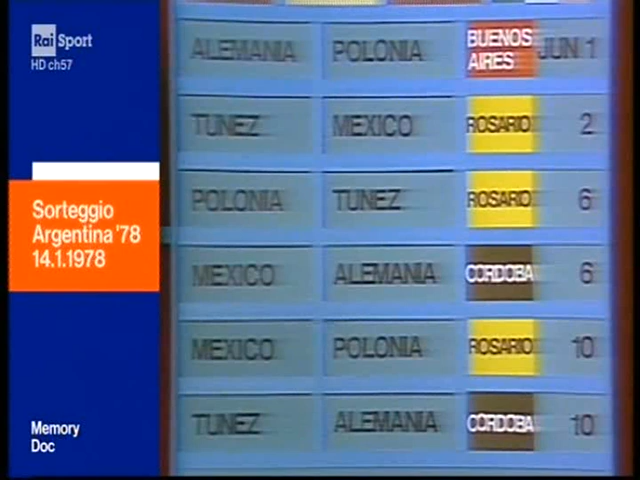 Rai Sport
HD ch57
ALEMANIA POLONIA BUENOS AIRES JUN 1
TUNEZ MEXICO ROSARIO 2
POLONIA TUNEZ ROSARIO 6
MEXICO ALEMANIA CORDOBA 6
MEXICO POLONIA ROSARIO 10
TUNEZ ALEMANIA CORDOBA 10
Sorteggio
Argentina '78
14.1.1978
Memory
Doc